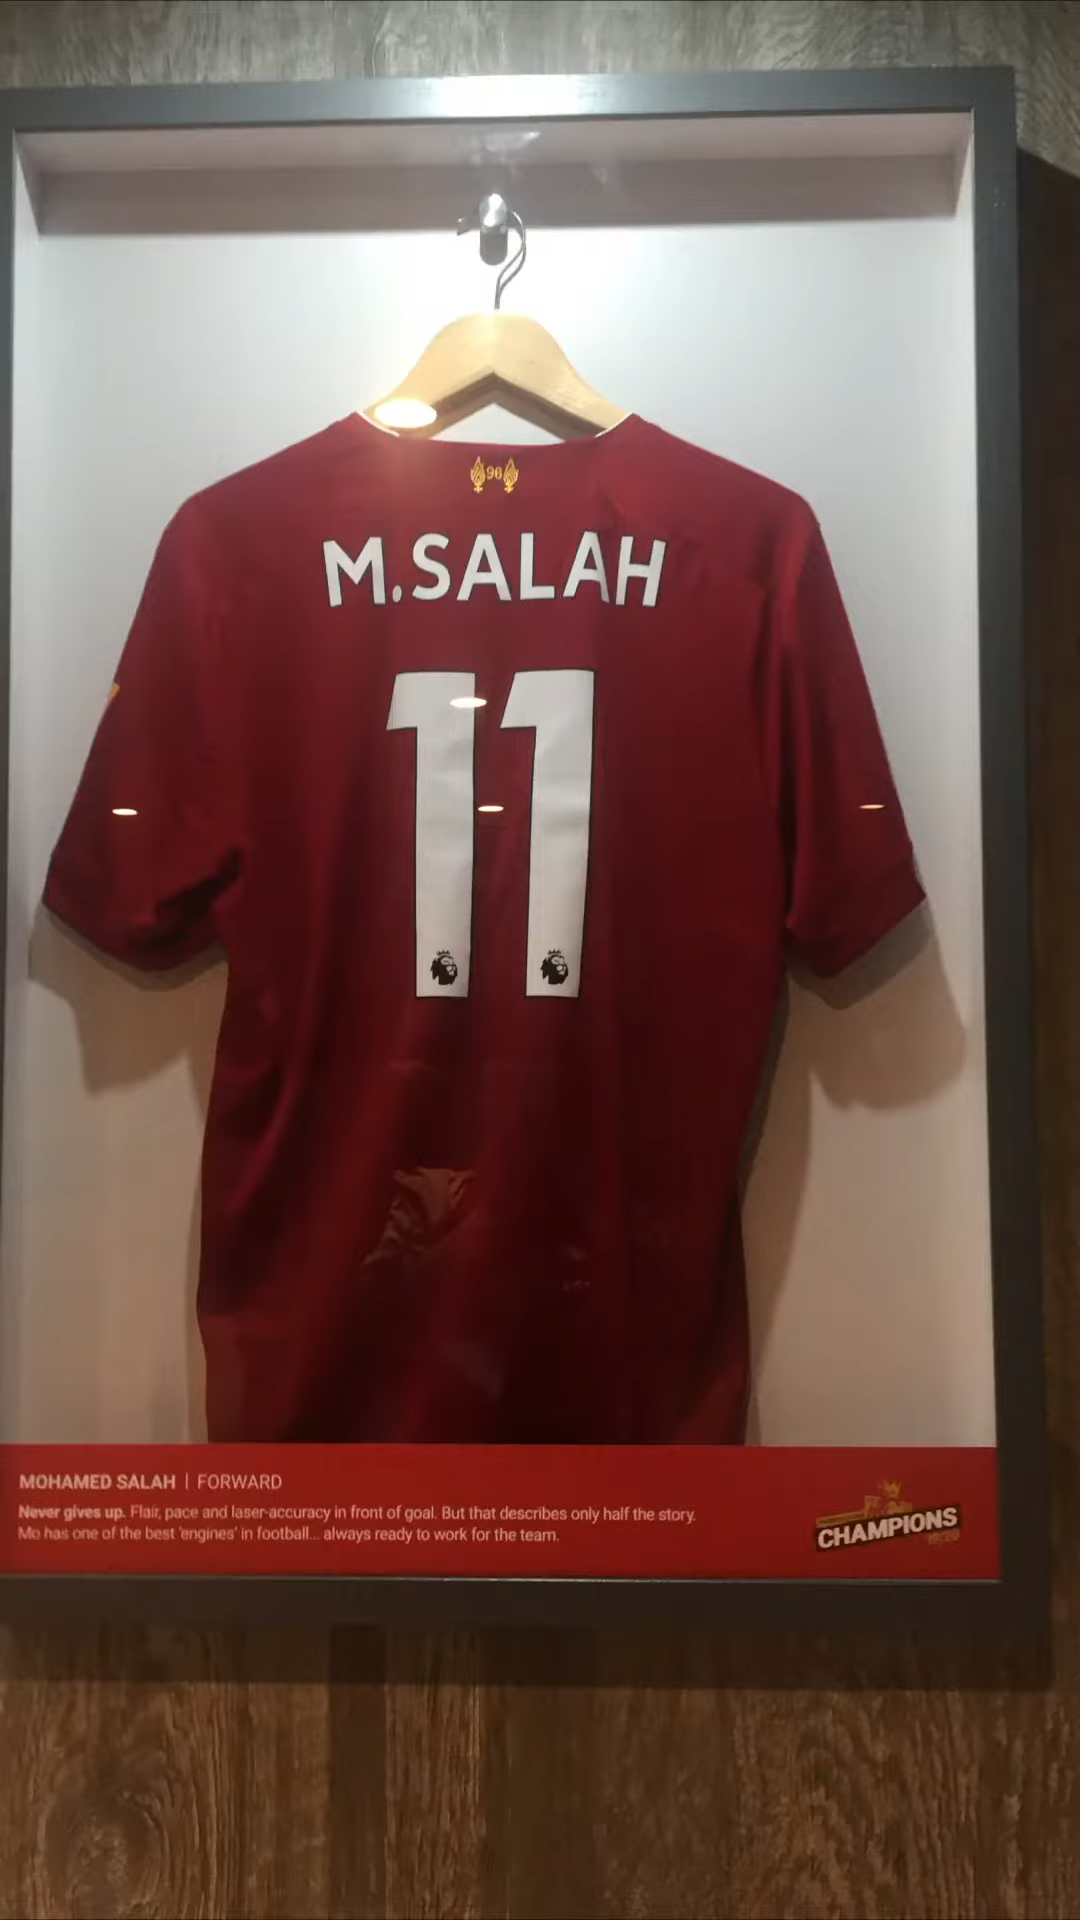 96
M.SALAH
11
MOHAMED SALAH | FORWARD
Never gives up. Flair, pace and laser-accuracy in front of goal. But that describes only half the story.
Mo has one of the best 'engines' in football... always ready to work for the team.
CHAMPIONS